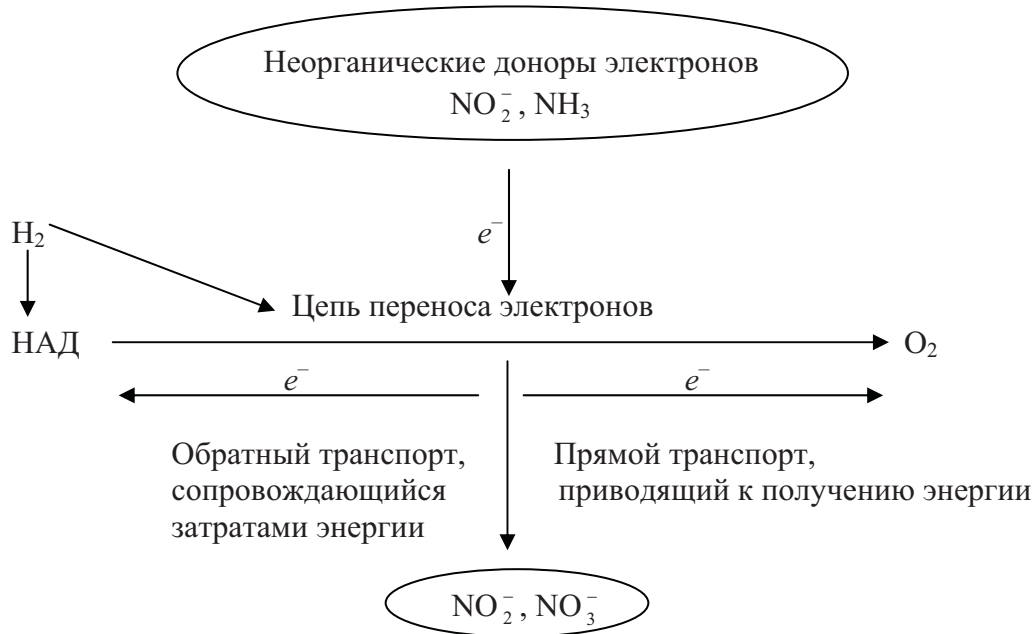 Неорганические доноры электронов
NO₂⁻, NH₃
H₂
e⁻
Цепь переноса электронов
НАД
O₂
e⁻
e⁻
Обратный транспорт,
сопровождающийся
затратами энергии
Прямой транспорт,
приводящий к получению энергии
NO₂⁻, NO₃⁻